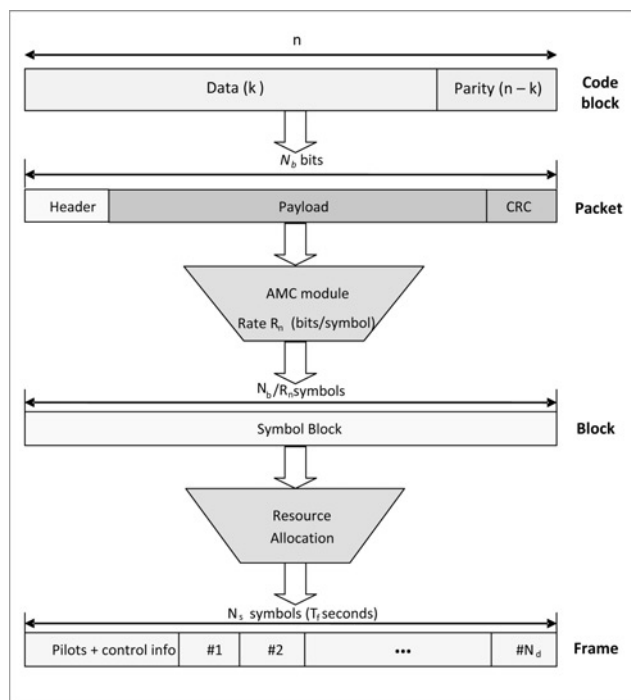 n
Data (k ) Parity (n – k) Code block
N_b bits
Header Payload CRC Packet
AMC module
Rate R_n (bits/symbol)
N_b/R_n symbols
Symbol Block Block
Resource
Allocation
N_s symbols (T_f seconds)
Pilots + control info #1 #2 ••• #N_d Frame